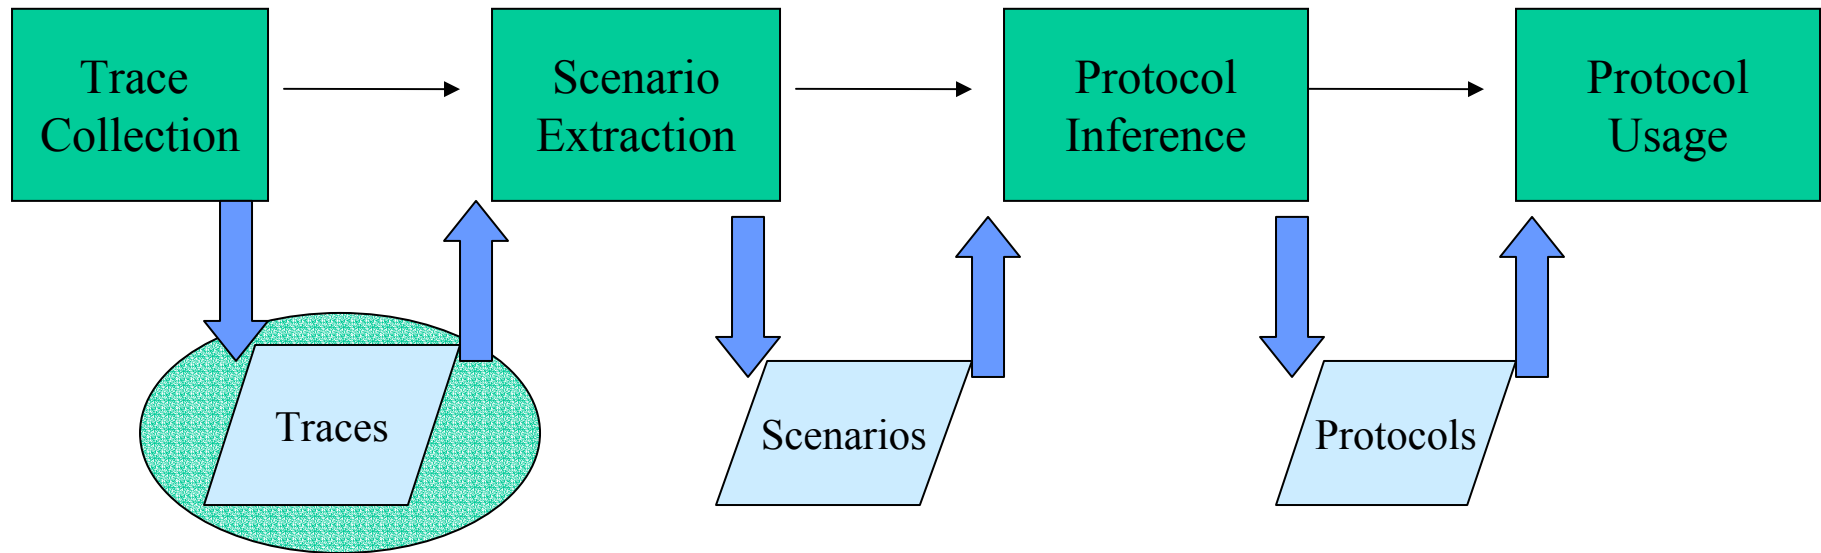 Trace
Collection
Scenario
Extraction
Protocol
Inference
Protocol
Usage
Traces
Scenarios
Protocols